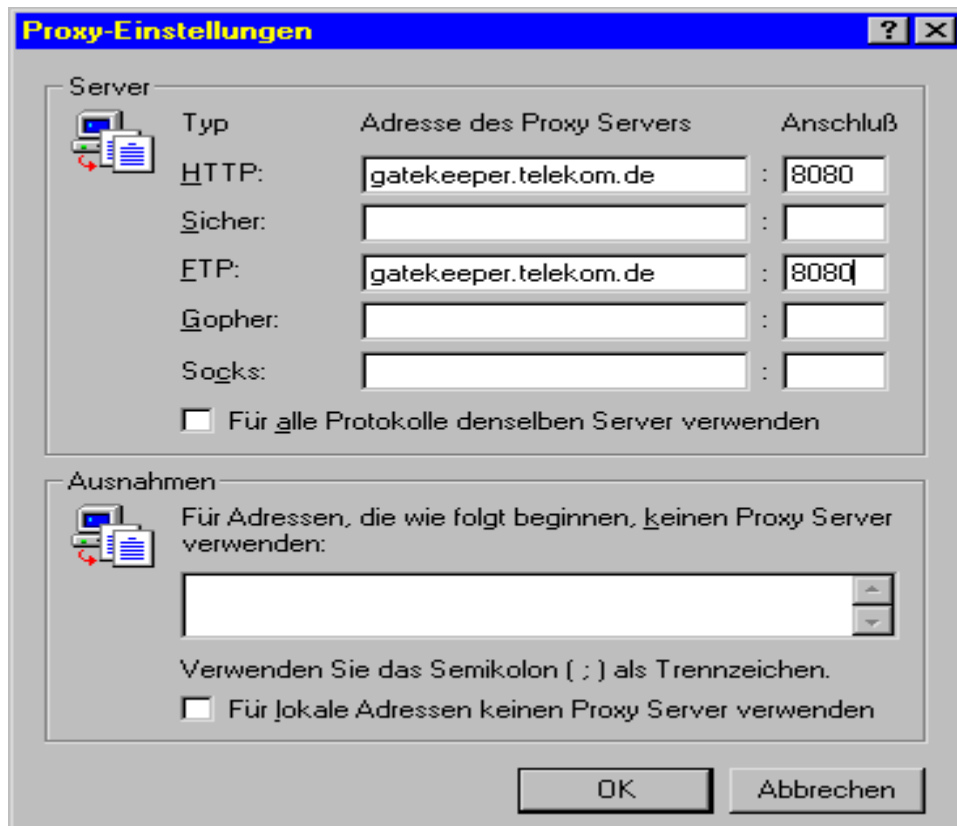 Proxy-Einstellungen ? X
Server
Typ Adresse des Proxy Servers Anschluß
HTTP: gatekeeper.telekom.de : 8080
Sicher: :
FTP: gatekeeper.telekom.de : 8080
Gopher: :
Socks: :
Für alle Protokolle denselben Server verwenden
Ausnahmen
Für Adressen, die wie folgt beginnen, keinen Proxy Server
verwenden:
Verwenden Sie das Semikolon ( ; ) als Trennzeichen.
Für lokale Adressen keinen Proxy Server verwenden
OK Abbrechen